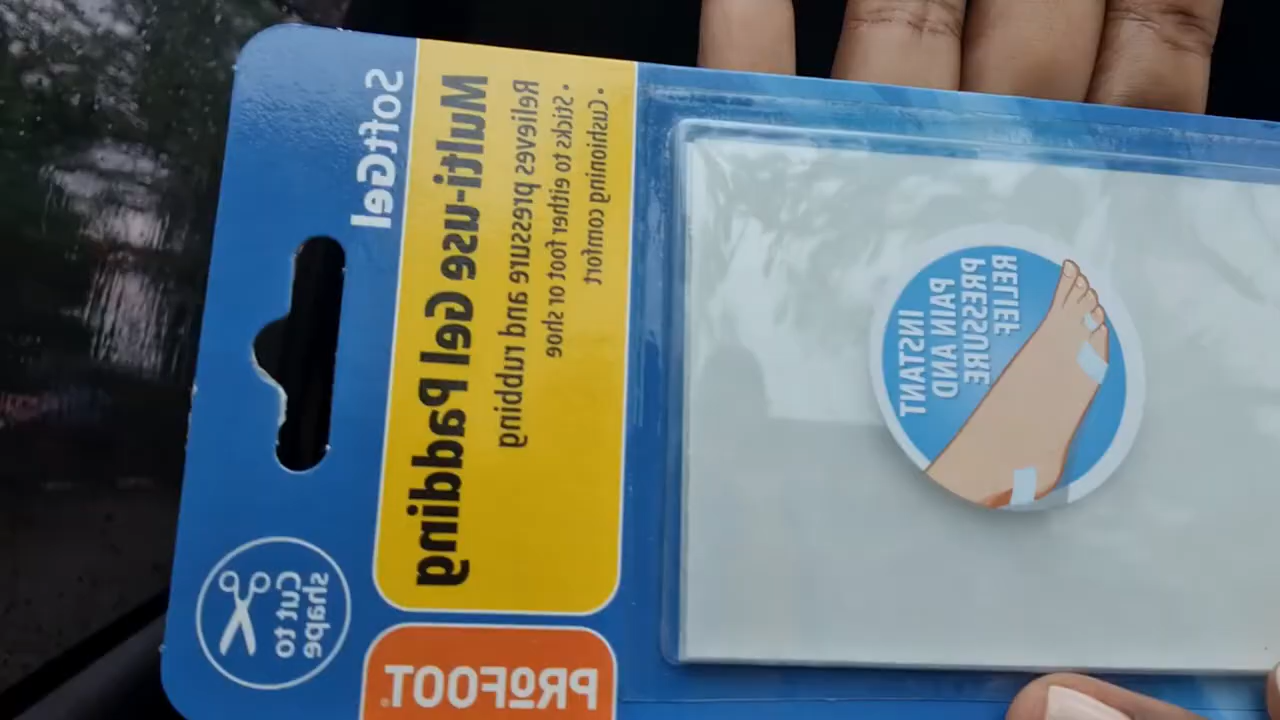 SoftGel
Multi-use Gel Padding
Relieves pressure and rubbing
• Sticks to either foot or shoe
• Cushioning comfort
Cut to
shape
PROFOOT®
INSTANT
PAIN AND
PRESSURE
RELIEF